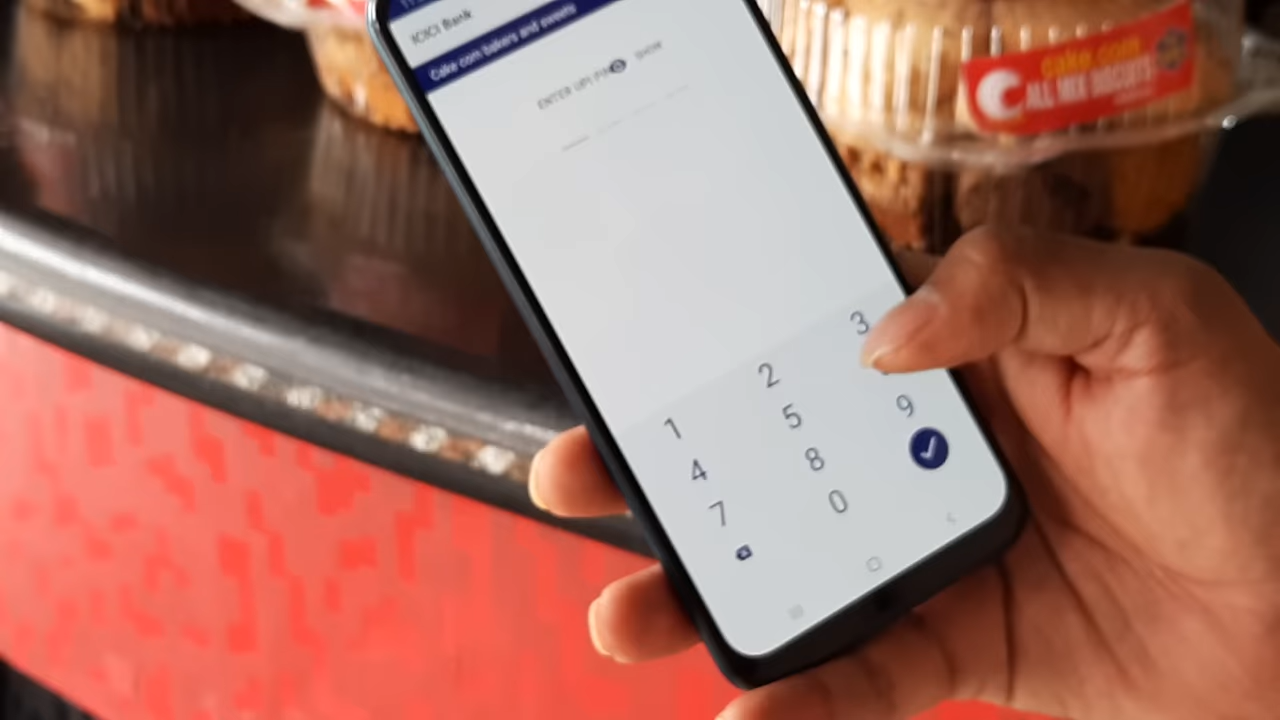 ICICI Bank
Cake com bakers and sweets
ENTER UPI PIN SHOW
1 2 3
4 5
7 8 9
0
cake.com
ALL MIX BISCUITS